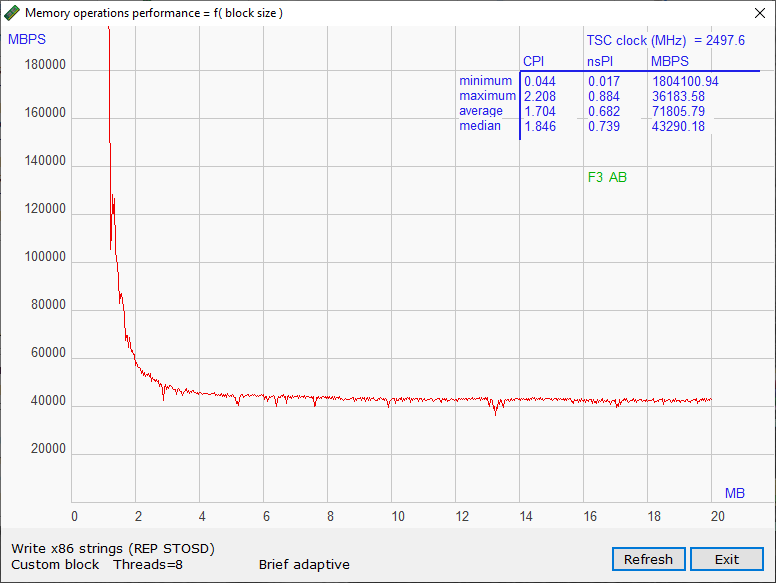 Memory operations performance = f( block size )
MBPS
TSC clock (MHz) = 2497.6
CPI nsPI MBPS
minimum 0.044 0.017 1804100.94
maximum 2.208 0.884 36183.58
average 1.704 0.682 71805.79
median 1.846 0.739 43290.18
F3 AB
180000
160000
140000
120000
100000
80000
60000
40000
20000
MB
0 2 4 6 8 10 12 14 16 18 20
Write x86 strings (REP STOSD)
Custom block Threads=8 Brief adaptive
Refresh Exit